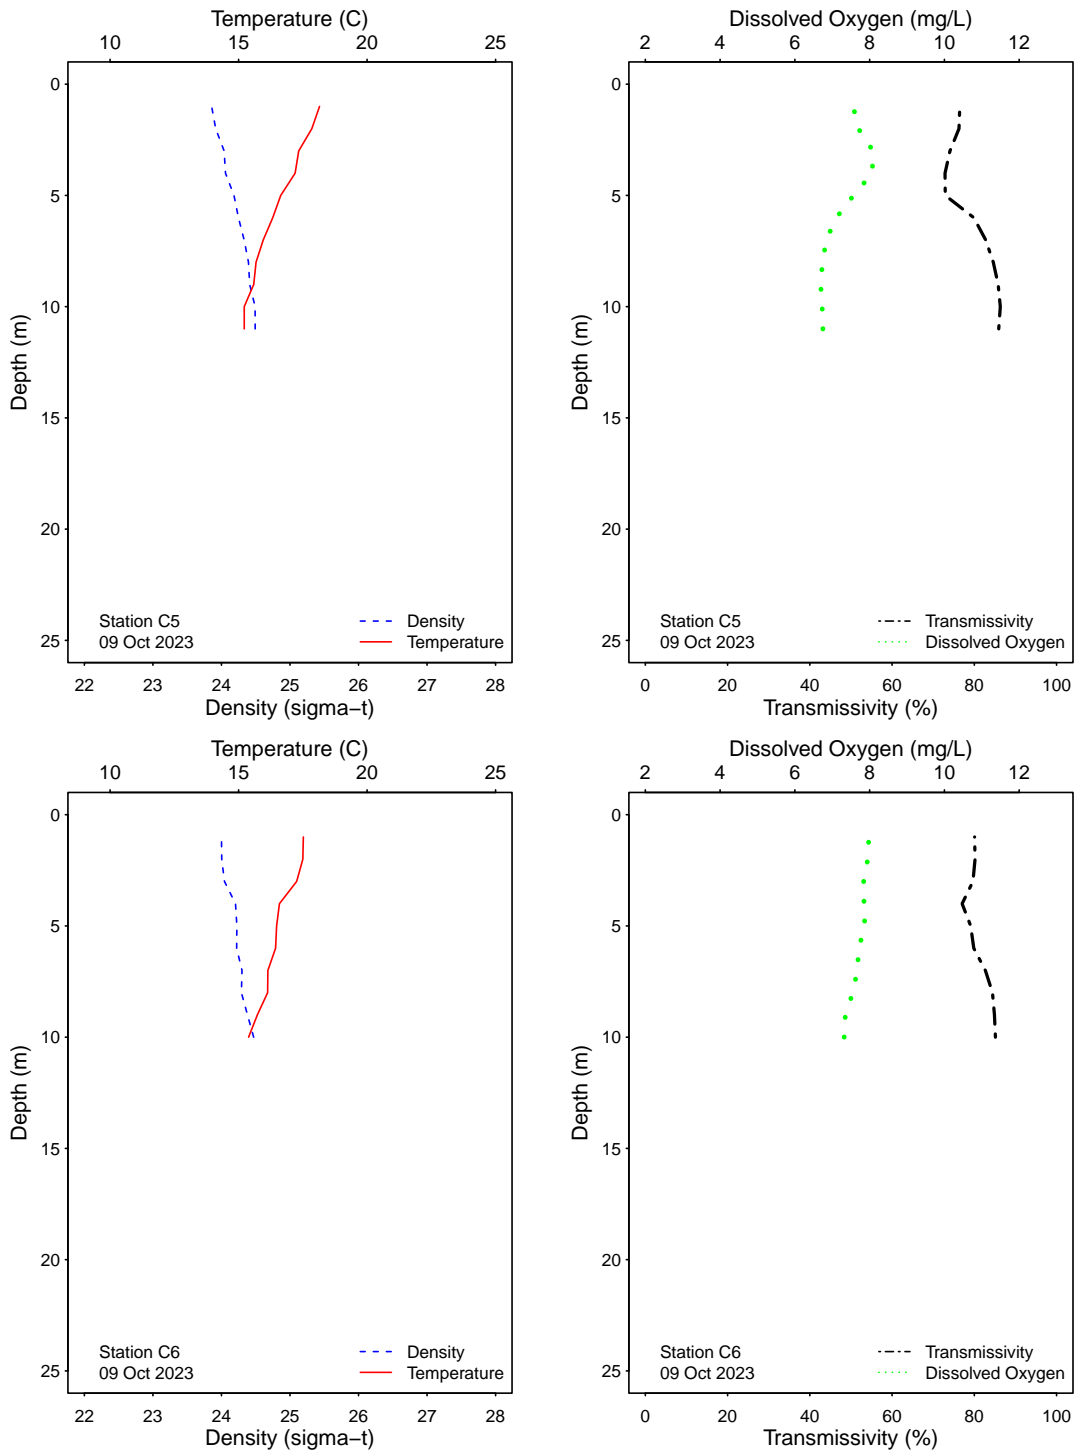 Temperature (C)
10 15 20 25
0
5
10
15
20
25
Depth (m)
Station C5
09 Oct 2023
Density
Temperature
22 23 24 25 26 27 28
Density (sigma−t)
Dissolved Oxygen (mg/L)
2 4 6 8 10 12
0
5
10
15
20
25
Depth (m)
Station C5
09 Oct 2023
Transmissivity
Dissolved Oxygen
0 20 40 60 80 100
Transmissivity (%)
Temperature (C)
10 15 20 25
0
5
10
15
20
25
Depth (m)
Station C6
09 Oct 2023
Density
Temperature
22 23 24 25 26 27 28
Density (sigma−t)
Dissolved Oxygen (mg/L)
2 4 6 8 10 12
0
5
10
15
20
25
Depth (m)
Station C6
09 Oct 2023
Transmissivity
Dissolved Oxygen
0 20 40 60 80 100
Transmissivity (%)